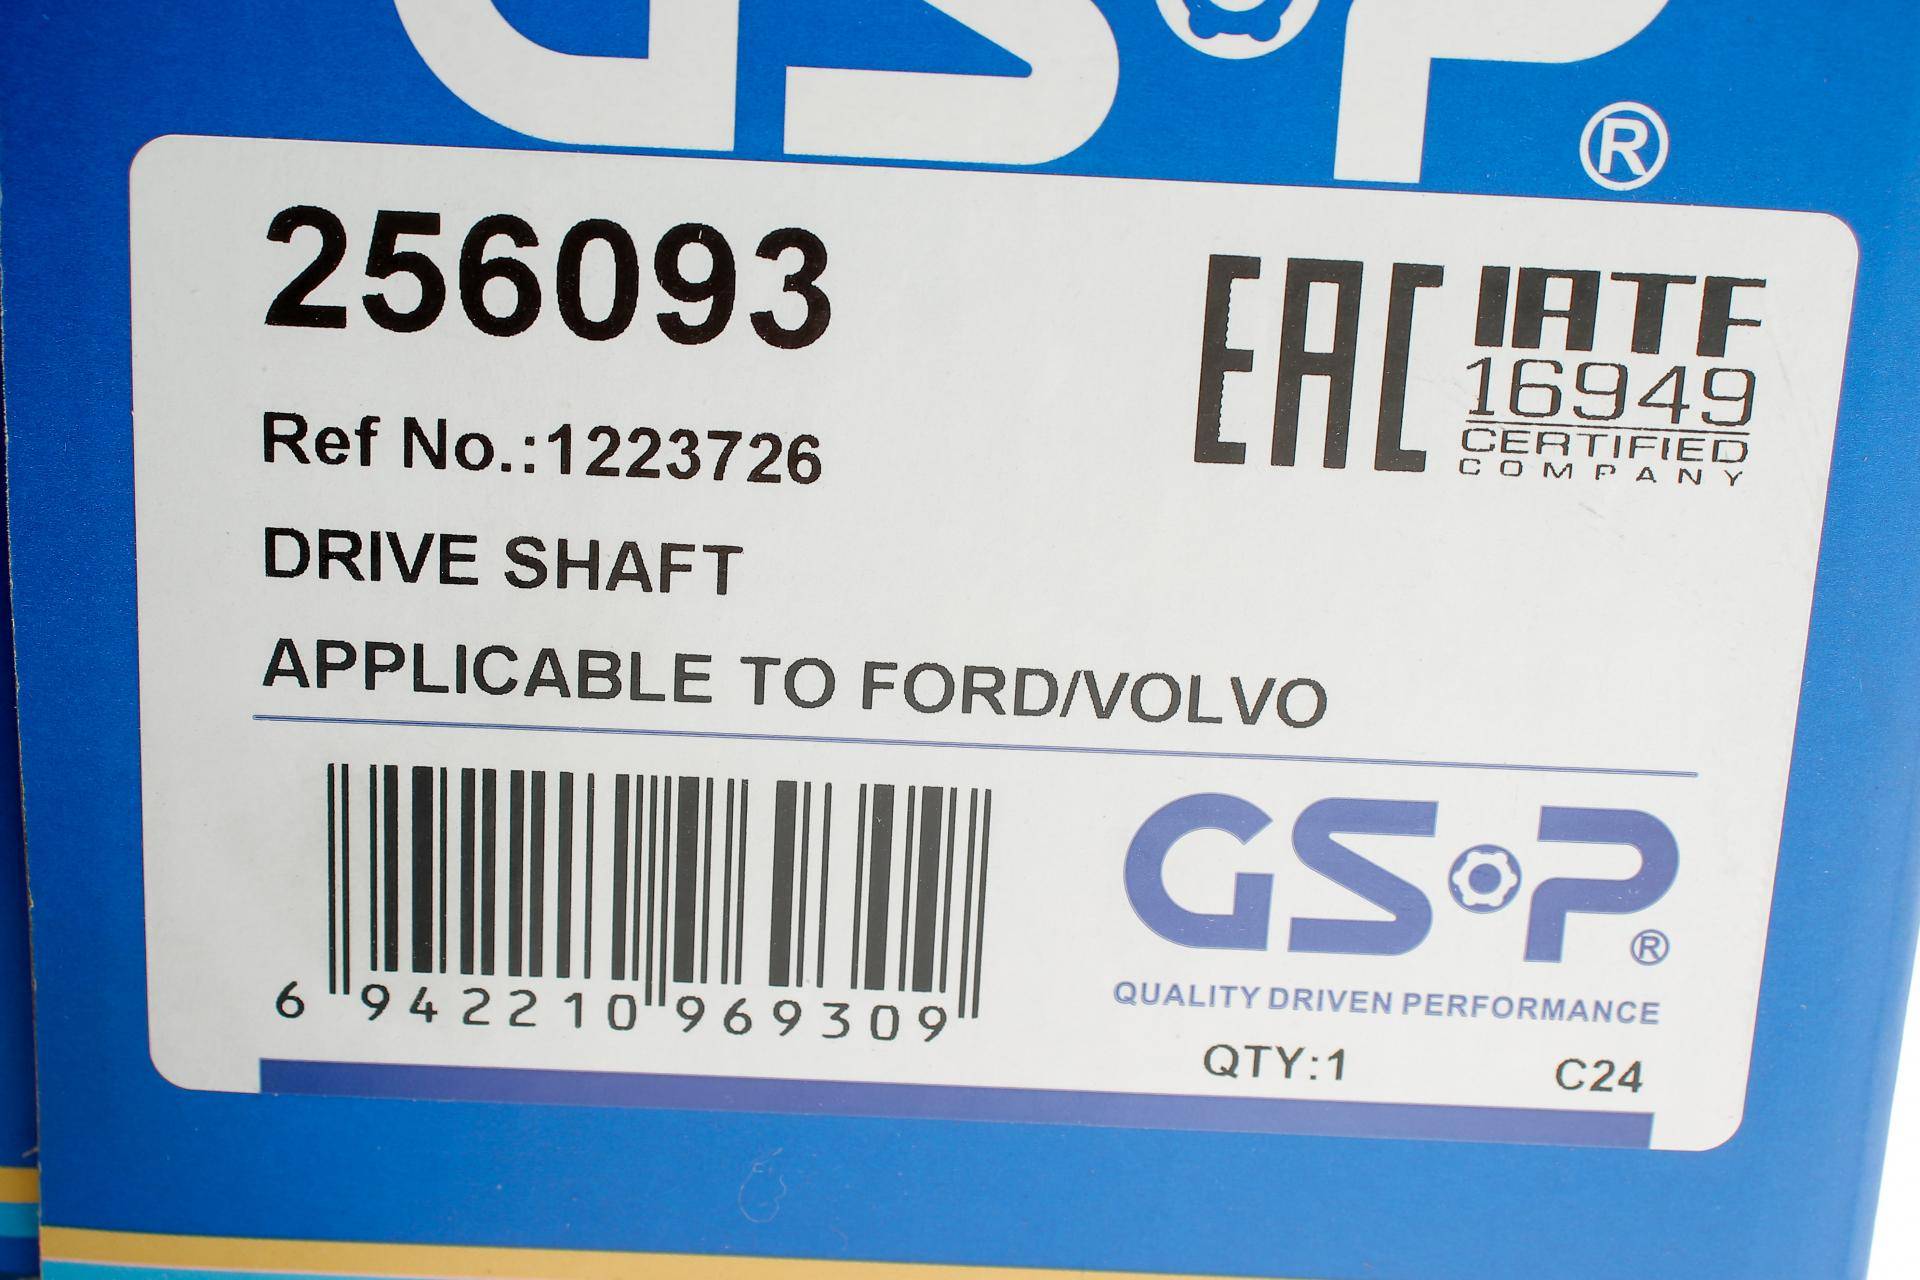 GSP®
256093
EAC
IATF
16949
CERTIFIED
COMPANY
Ref No.:1223726
DRIVE SHAFT
APPLICABLE TO FORD/VOLVO
6 942210 969309
GSP®
QUALITY DRIVEN PERFORMANCE
QTY:1 C24